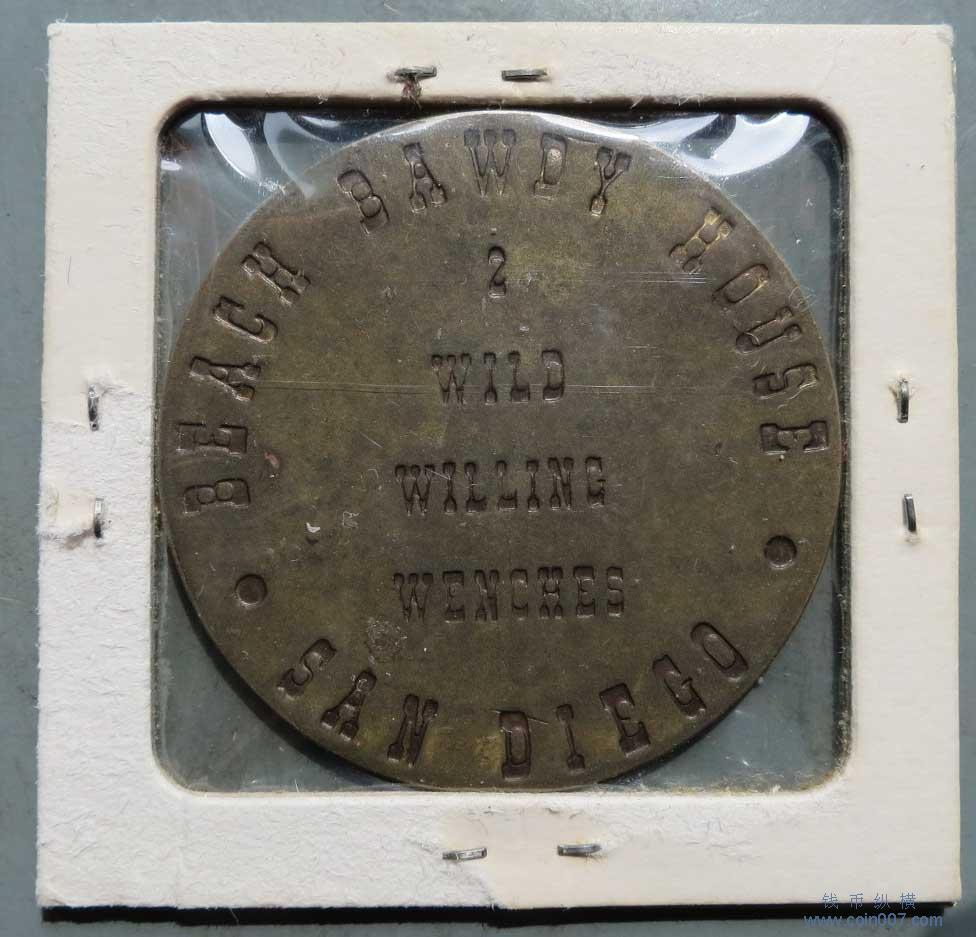 BEACH BAWDY HOUSE
2
WILD
WILLING
WENCHES
SAN DIEGO
钱币纵横
www.coin007.com